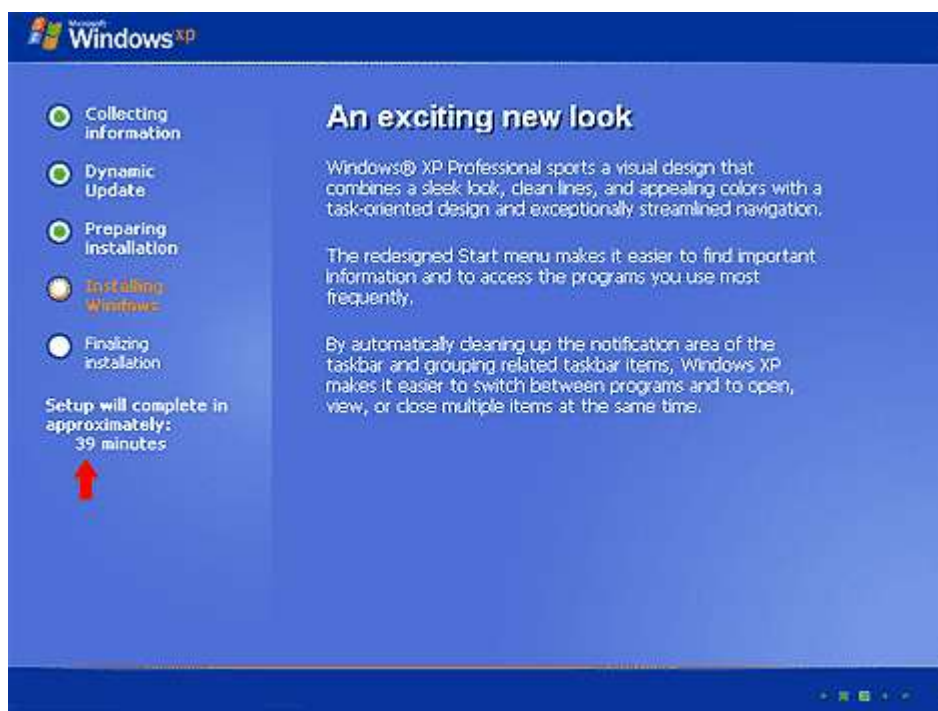 Microsoft
Windows xp
Collecting
information
Dynamic
Update
Preparing
installation
Installing
Windows
Finalizing
installation
Setup will complete in
approximately:
39 minutes
An exciting new look
Windows® XP Professional sports a visual design that
combines a sleek look, clean lines, and appealing colors with a
task-oriented design and exceptionally streamlined navigation.
The redesigned Start menu makes it easier to find important
information and to access the programs you use most
frequently.
By automatically cleaning up the notification area of the
taskbar and grouping related taskbar items, Windows XP
makes it easier to switch between programs and to open,
view, or close multiple items at the same time.